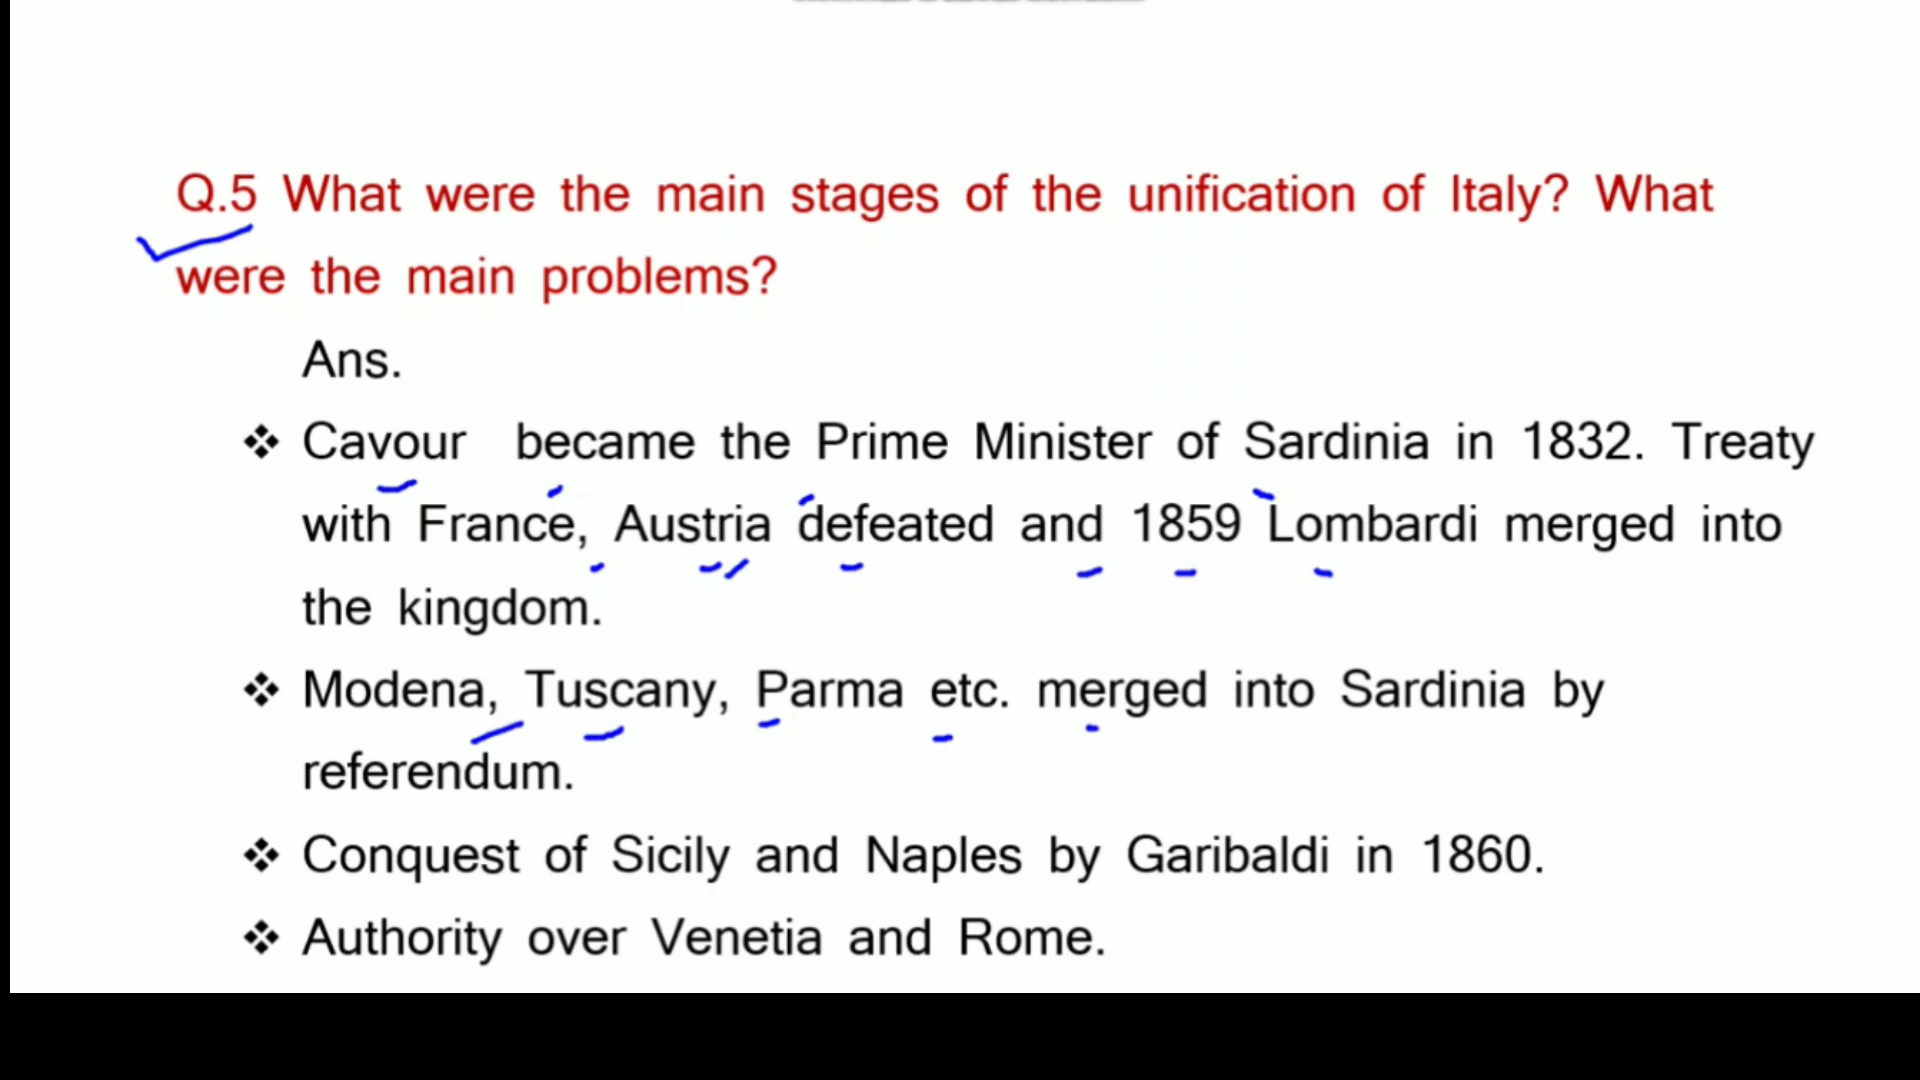 Q.5 What were the main stages of the unification of Italy? What
were the main problems?
Ans.
❖ Cavour became the Prime Minister of Sardinia in 1832. Treaty
with France, Austria defeated and 1859 Lombardi merged into
the kingdom.
❖ Modena, Tuscany, Parma etc. merged into Sardinia by
referendum.
❖ Conquest of Sicily and Naples by Garibaldi in 1860.
❖ Authority over Venetia and Rome.